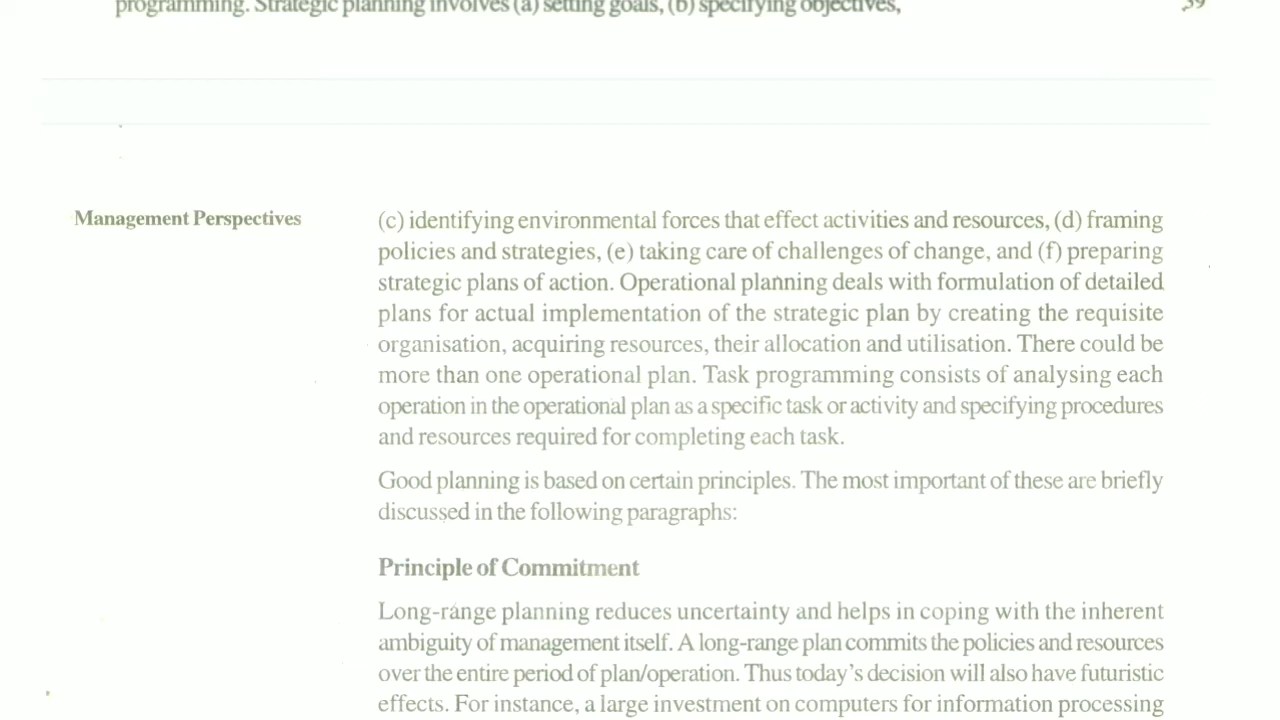 programming. Strategic planning involves (a) setting goals, (b) specifying objectives,
39
Management Perspectives
(c) identifying environmental forces that effect activities and resources, (d) framing
policies and strategies, (e) taking care of challenges of change, and (f) preparing
strategic plans of action. Operational planning deals with formulation of detailed
plans for actual implementation of the strategic plan by creating the requisite
organisation, acquiring resources, their allocation and utilisation. There could be
more than one operational plan. Task programming consists of analysing each
operation in the operational plan as a specific task or activity and specifying procedures
and resources required for completing each task.
Good planning is based on certain principles. The most important of these are briefly
discussed in the following paragraphs:
Principle of Commitment
Long-range planning reduces uncertainty and helps in coping with the inherent
ambiguity of management itself. A long-range plan commits the policies and resources
over the entire period of plan/operation. Thus today's decision will also have futuristic
effects. For instance, a large investment on computers for information processing